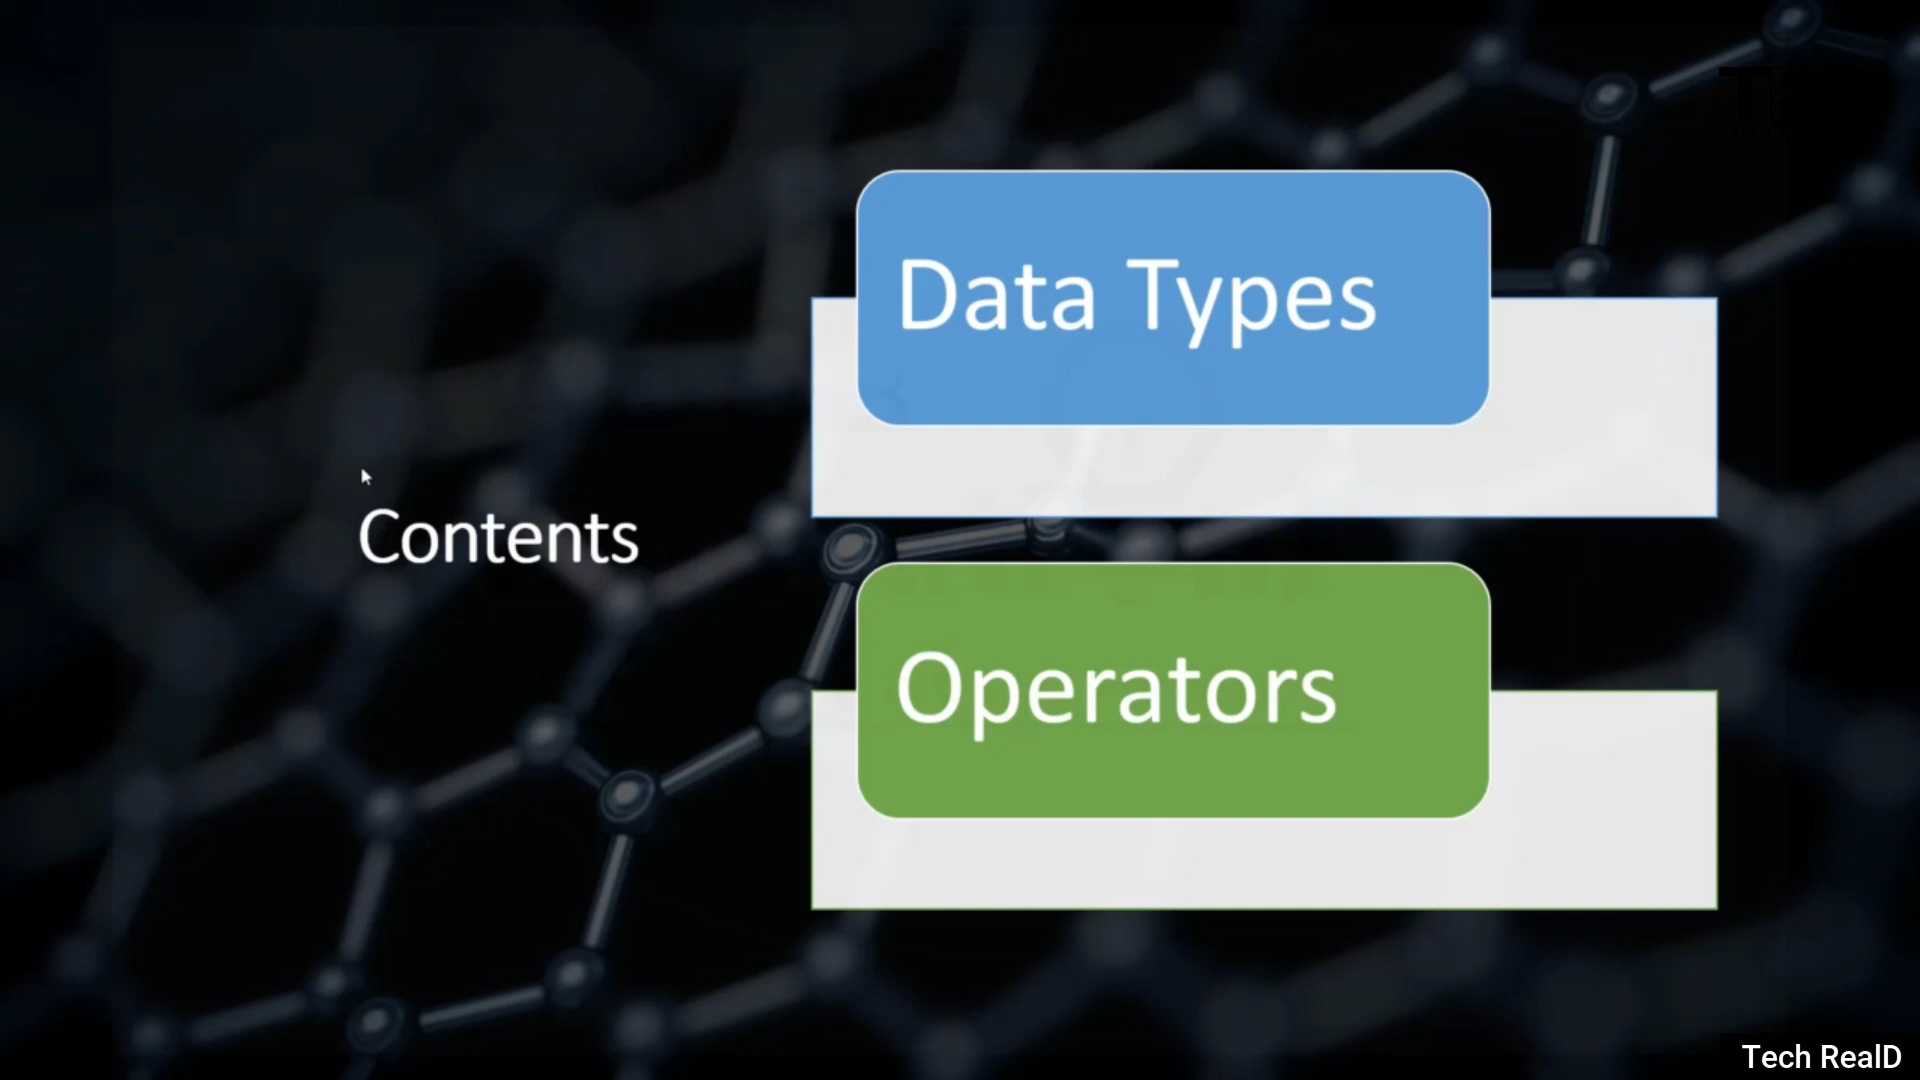 Contents
Data Types
Operators
Tech RealD